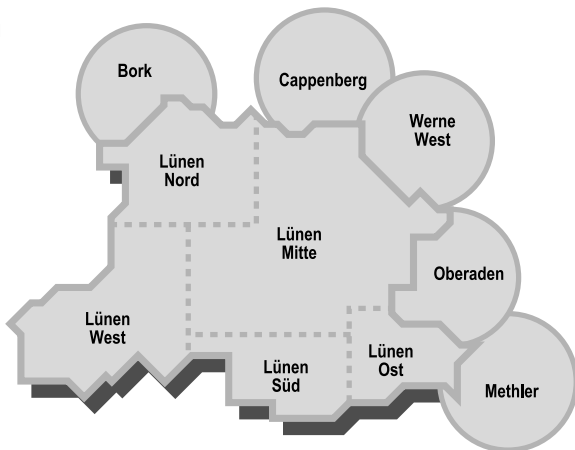 Bork
Cappenberg
Werne
West
Lünen
Nord
Lünen
Mitte
Oberaden
Lünen
West
Lünen
Süd
Lünen
Ost
Methler